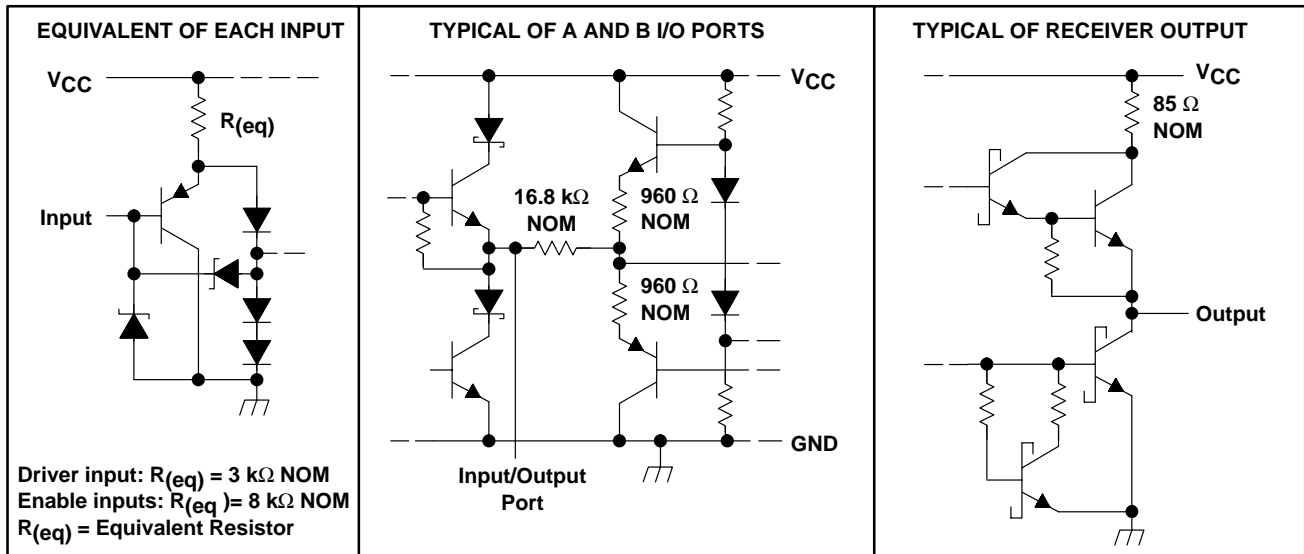 EQUIVALENT OF EACH INPUT
VCC
R(eq)
Input
Driver input: R(eq) = 3 kΩ NOM
Enable inputs: R(eq )= 8 kΩ NOM
R(eq) = Equivalent Resistor
TYPICAL OF A AND B I/O PORTS
VCC
16.8 kΩ
NOM
960 Ω
NOM
960 Ω
NOM
GND
Input/Output
Port
TYPICAL OF RECEIVER OUTPUT
VCC
85 Ω
NOM
Output